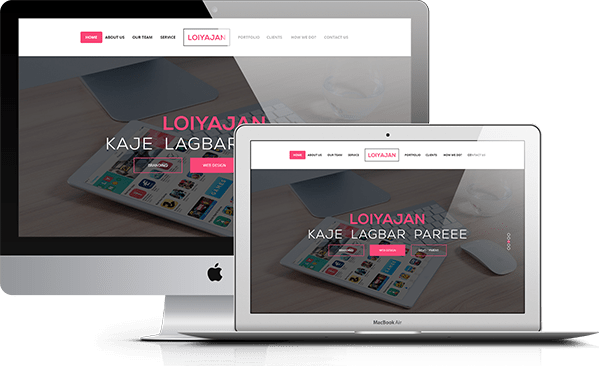 HOME ABOUT US OUR TEAM SERVICE LOIYAJAN PORTFOLIO CLIENTS HOW WE DO? CONTACT US
LOIYAJAN
KAJE LAGBAR
BRANDING WEB DESIGN
HOME ABOUT US OUR TEAM SERVICE LOIYAJAN PORTFOLIO CLIENTS HOW WE DO? CONTACT US
LOIYAJAN
KAJE LAGBAR PAREEE
BRANDING WEB DESIGN
MacBook Air